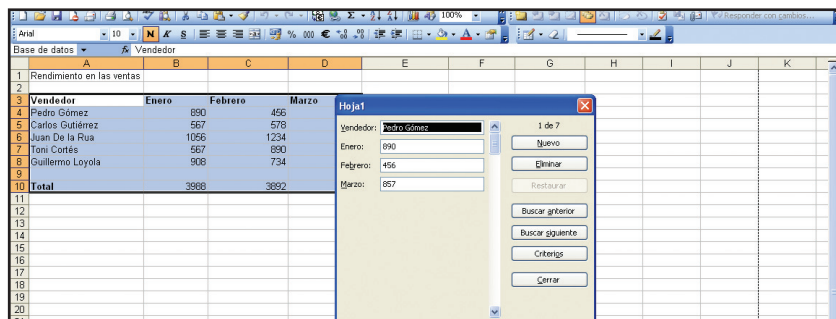 100%
Responder con cambios...
Arial 10 N K S % 000 €
Base de datos fx Vendedor
A B C D E F G H I J K
1 Rendimiento en las ventas
2
3 Vendedor Enero Febrero Marzo
4 Pedro Gómez 890 456
5 Carlos Gutiérrez 567 578
6 Juan De la Rua 1056 1234
7 Toni Cortés 567 890
8 Guillermo Loyola 908 734
9
10 Total 3988 3892
11
12
13
14
15
16
17
18
19
20
Hoja1
Vendedor: Pedro Gómez 1 de 7
Enero: 890 Nuevo
Febrero: 456 Eliminar
Marzo: 857 Restaurar
Buscar anterior
Buscar siguiente
Criterios
Cerrar